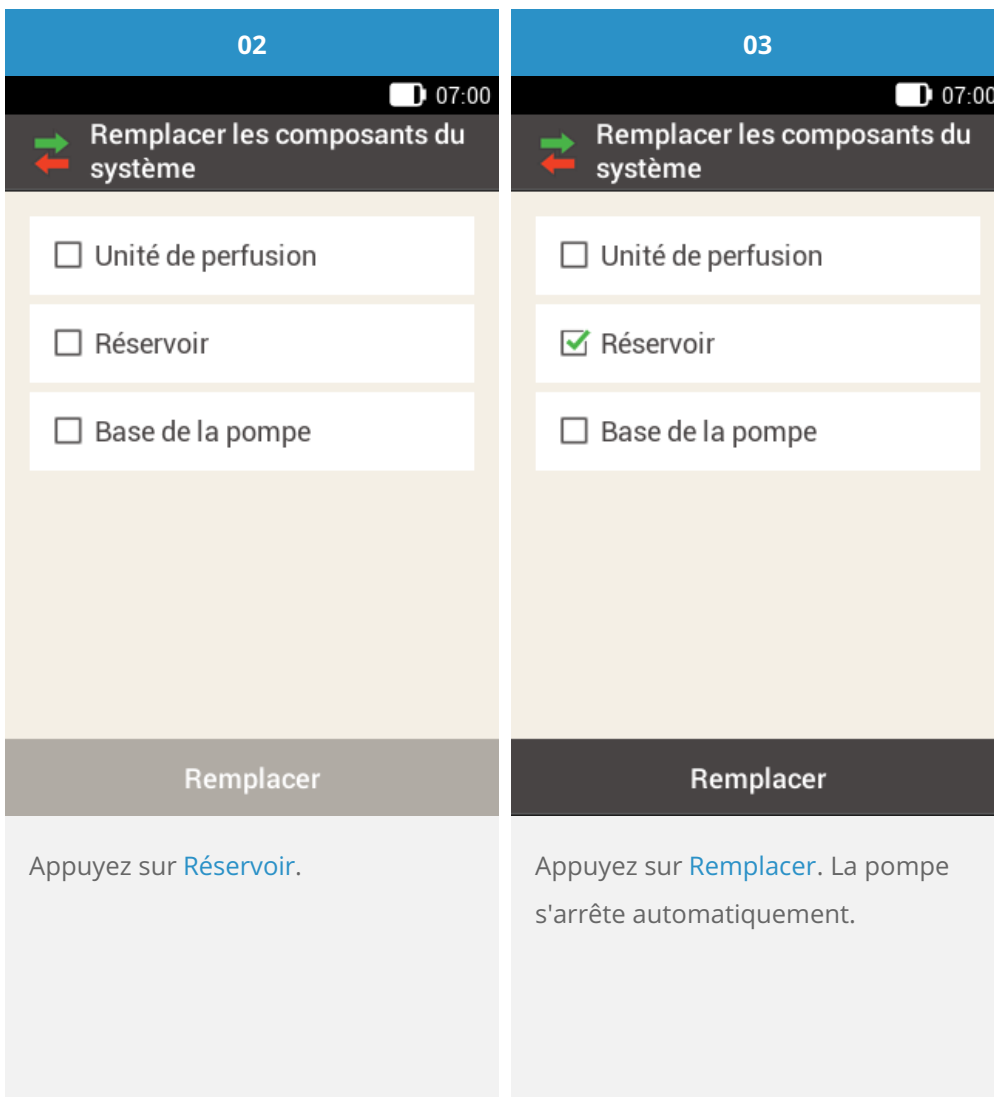 02
07:00
Remplacer les composants du
système
Unité de perfusion
Réservoir
Base de la pompe
Remplacer
Appuyez sur Réservoir.
03
07:00
Remplacer les composants du
système
Unité de perfusion
Réservoir
Base de la pompe
Remplacer
Appuyez sur Remplacer. La pompe
s'arrête automatiquement.